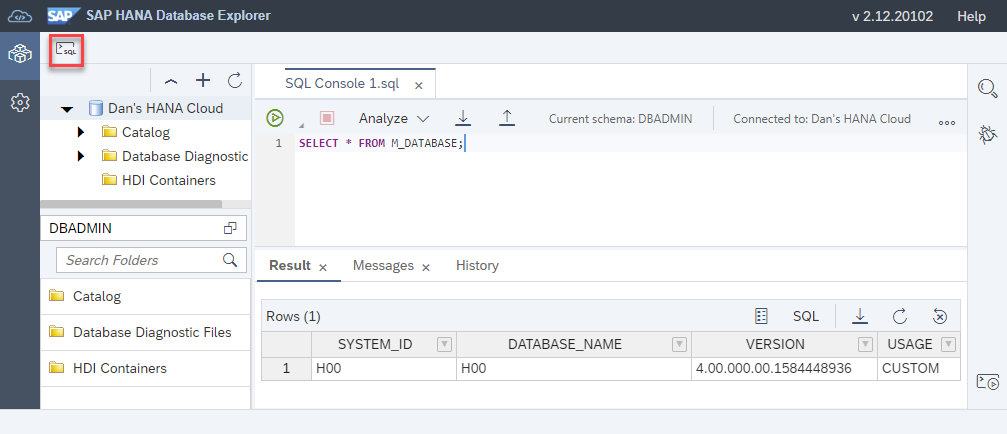 SAP SAP HANA Database Explorer v 2.12.20102 Help
SQL
SQL Console 1.sql
Dan's HANA Cloud
Catalog
Database Diagnostic
HDI Containers
Analyze Current schema: DBADMIN Connected to: Dan's HANA Cloud
1 SELECT * FROM M_DATABASE;
DBADMIN
Search Folders
Catalog
Database Diagnostic Files
HDI Containers
Result Messages History
Rows (1) SQL
SYSTEM_ID DATABASE_NAME VERSION USAGE
1 H00 H00 4.00.000.00.1584448936 CUSTOM